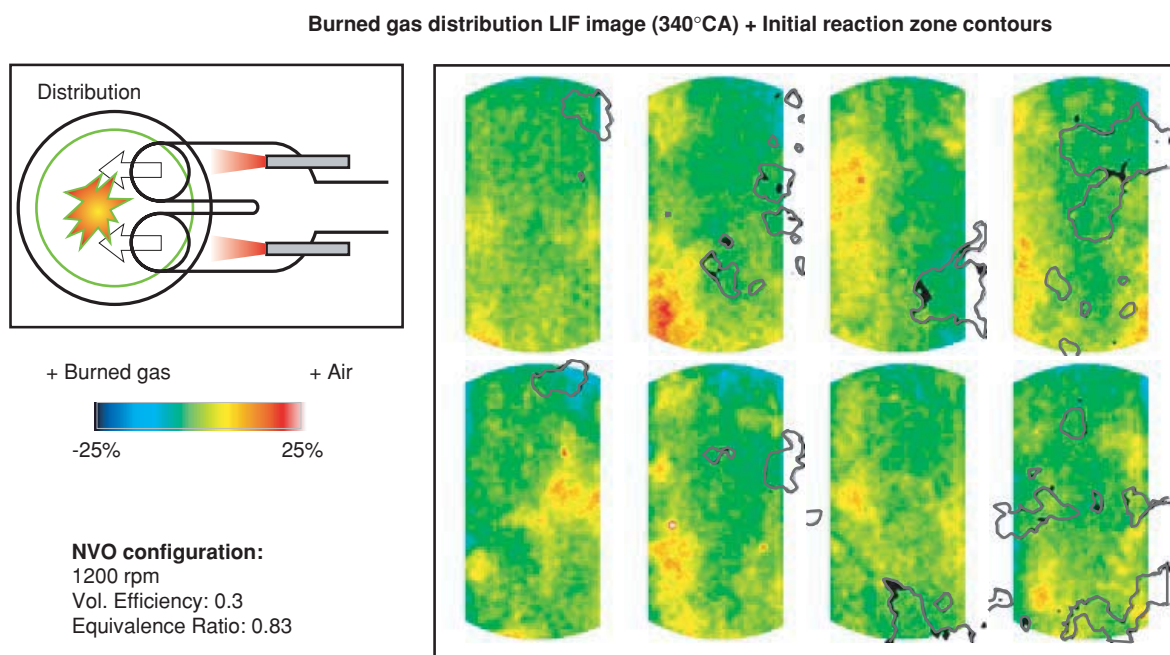 Burned gas distribution LIF image (340°CA) + Initial reaction zone contours
Distribution
+ Burned gas + Air
-25% 25%
NVO configuration:
1200 rpm
Vol. Efficiency: 0.3
Equivalence Ratio: 0.83